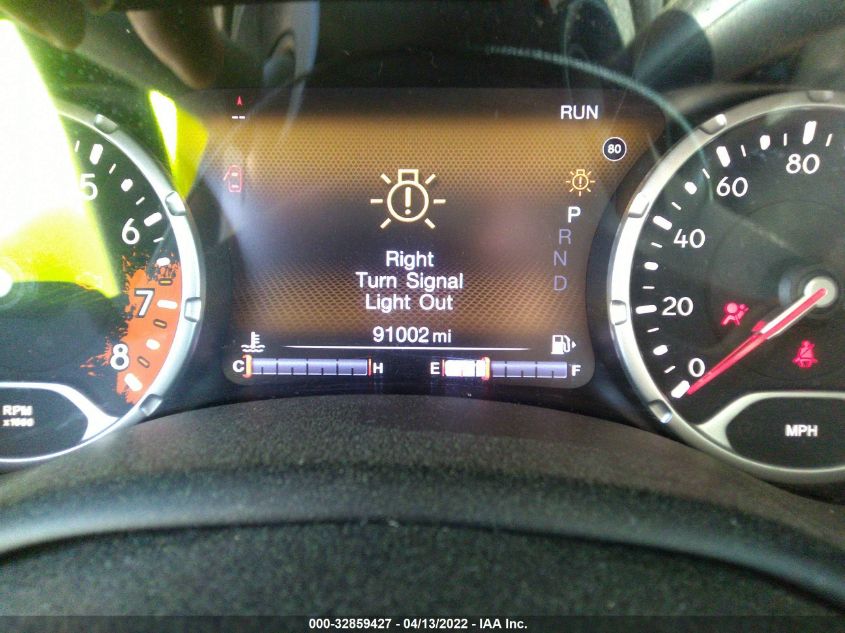 RUN
80
Right
Turn Signal
Light Out
91002 mi
P
R
N
D
C H
E F
5
6
7
8
RPM
x1000
0
20
40
60
80
MPH
000-32859427 - 04/13/2022 - IAA Inc.